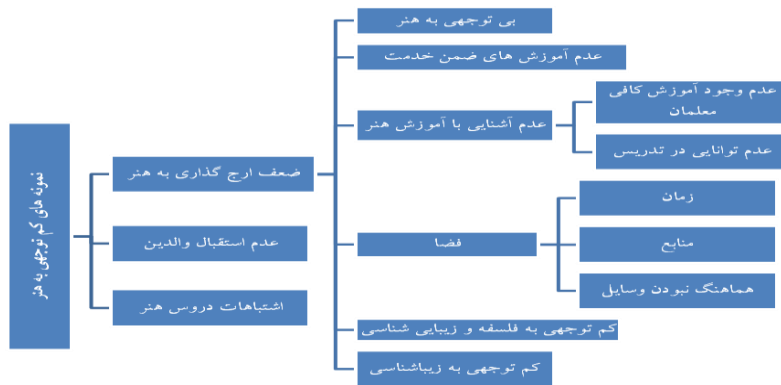 نمونه های کم توجهی به هنر
ضعف ارج گذاری به هنر
عدم استقبال والدین
اشتباهات دروس هنر
بی توجهی به هنر
عدم آموزش های ضمن خدمت
عدم آشنایی با آموزش هنر
فضا
کم توجهی به فلسفه و زیبایی شناسی
کم توجهی به زیباشناسی
عدم وجود آموزش کافی
معلمان
عدم توانایی در تدریس
زمان
منابع
هماهنگ نبودن وسایل